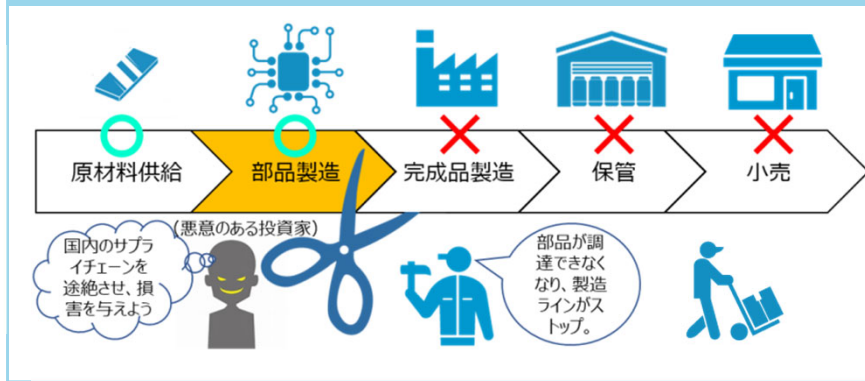 原材料供給
部品製造
完成品製造
保管
小売
(悪意のある投資家)
国内のサプラ
イチェーンを
途絶させ、損
害を与えよう
部品が調
達できなく
なり、製造
ラインがス
トップ。